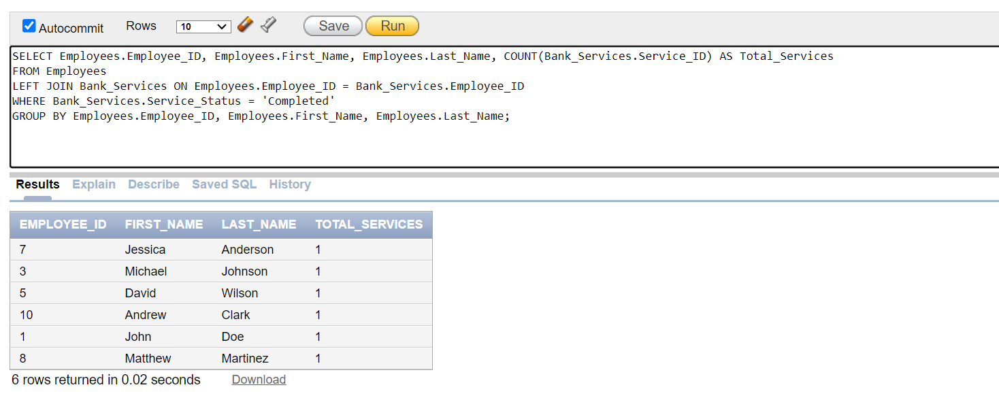 Autocommit Rows 10 Save Run
SELECT Employees.Employee_ID, Employees.First_Name, Employees.Last_Name, COUNT(Bank_Services.Service_ID) AS Total_Services
FROM Employees
LEFT JOIN Bank_Services ON Employees.Employee_ID = Bank_Services.Employee_ID
WHERE Bank_Services.Service_Status = 'Completed'
GROUP BY Employees.Employee_ID, Employees.First_Name, Employees.Last_Name;
Results Explain Describe Saved SQL History
EMPLOYEE_ID FIRST_NAME LAST_NAME TOTAL_SERVICES
7 Jessica Anderson 1
3 Michael Johnson 1
5 David Wilson 1
10 Andrew Clark 1
1 John Doe 1
8 Matthew Martinez 1
6 rows returned in 0.02 seconds Download